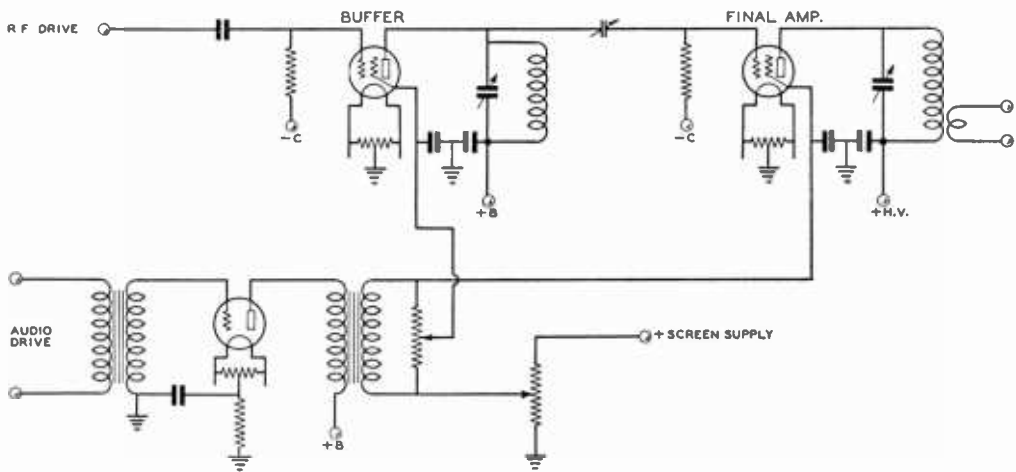 BUFFER
FINAL AMP.
R F DRIVE
-C
-C
+B
+H.V.
AUDIO
DRIVE
+ SCREEN SUPPLY
+B